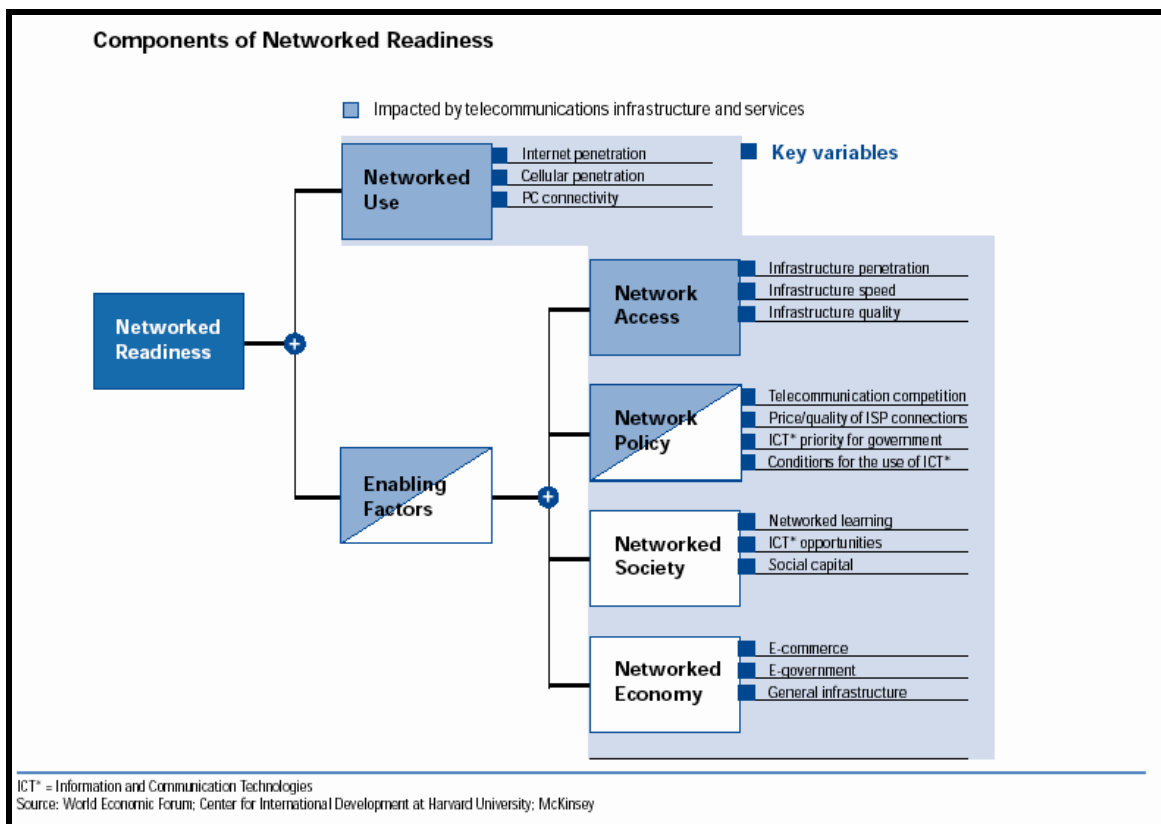 Components of Networked Readiness
Impacted by telecommunications infrastructure and services
Key variables
Networked
Use
Internet penetration
Cellular penetration
PC connectivity
Networked
Readiness
Network
Access
Infrastructure penetration
Infrastructure speed
Infrastructure quality
Enabling
Factors
Network
Policy
Telecommunication competition
Price/quality of ISP connections
ICT* priority for government
Conditions for the use of ICT*
Networked
Society
Networked learning
ICT* opportunities
Social capital
Networked
Economy
E-commerce
E-government
General infrastructure
ICT* = Information and Communication Technologies
Source: World Economic Forum; Center for International Development at Harvard University; McKinsey